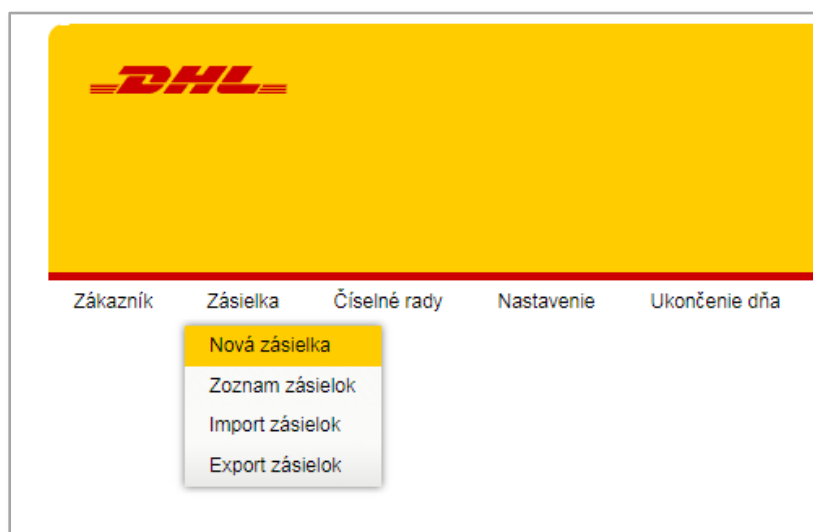 DHL
Zákazník Zásielka Číselné rady Nastavenie Ukončenie dňa
Nová zásielka
Zoznam zásielok
Import zásielok
Export zásielok